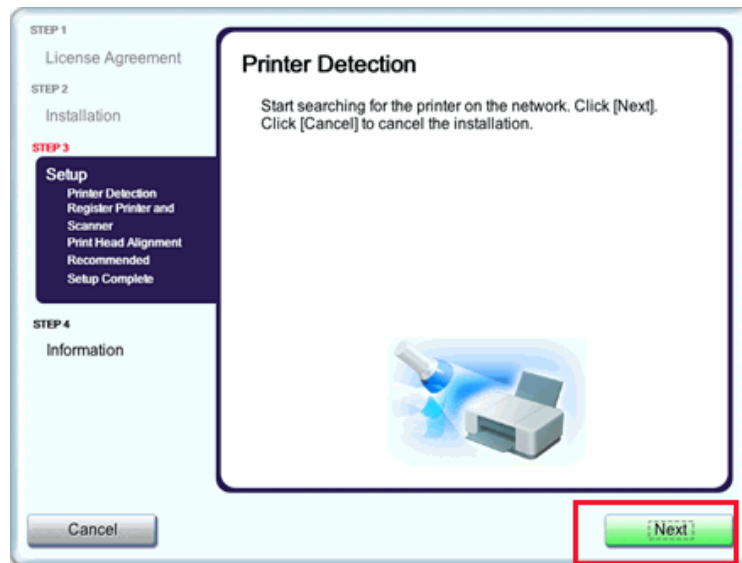 STEP 1
License Agreement
STEP 2
Installation
STEP 3
Setup
Printer Detection
Register Printer and
Scanner
Print Head Alignment
Recommended
Setup Complete
STEP 4
Information
Printer Detection
Start searching for the printer on the network. Click [Next].
Click [Cancel] to cancel the installation.
Cancel
Next